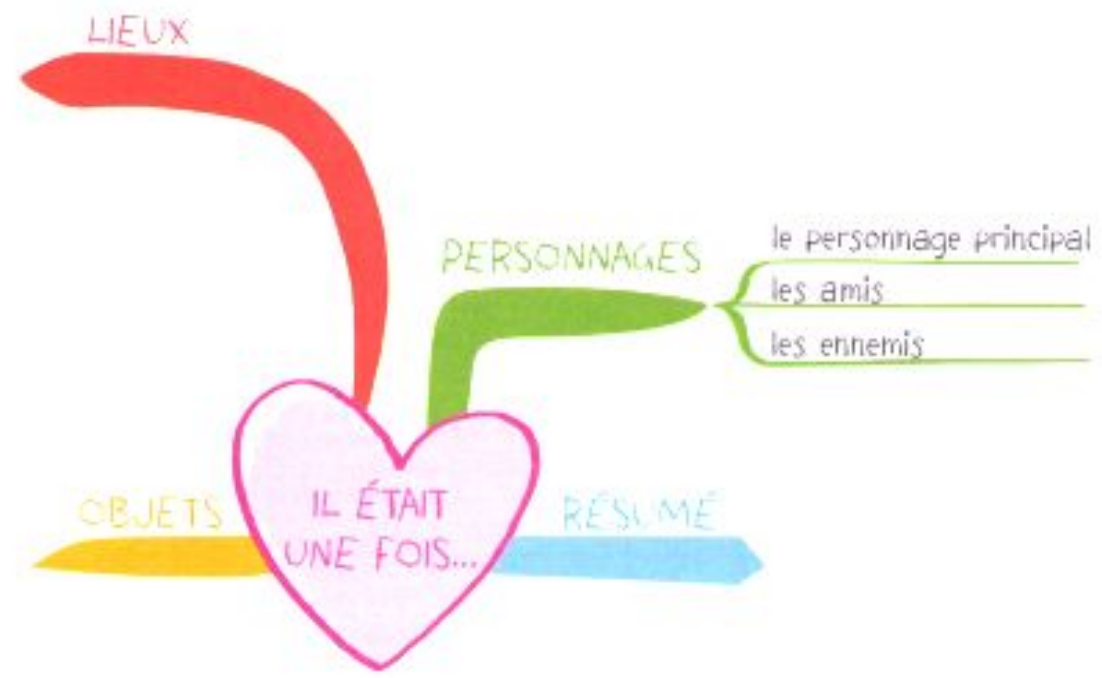 LIEUX
PERSONNAGES
le personnage principal
les amis
les ennemis
OBJETS
IL ÉTAIT
UNE FOIS...
RÉSUMÉ